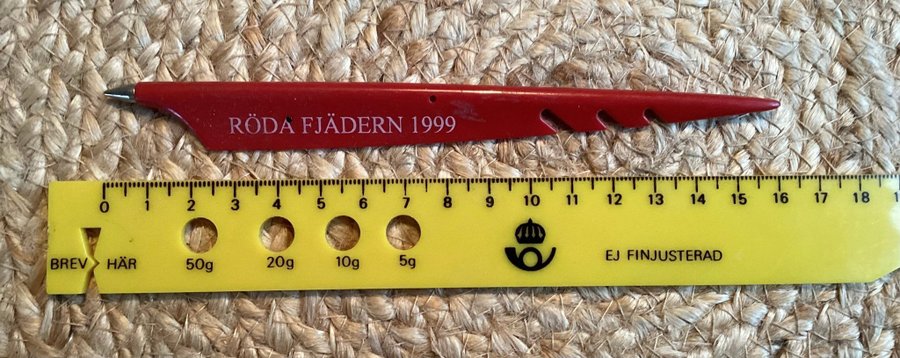 RÖDA FJÄDERN 1999
0 1 2 3 4 5 6 7 8 9 10 11 12 13 14 15 16 17 18
BREV HÄR 50g 20g 10g 5g EJ FINJUSTERAD